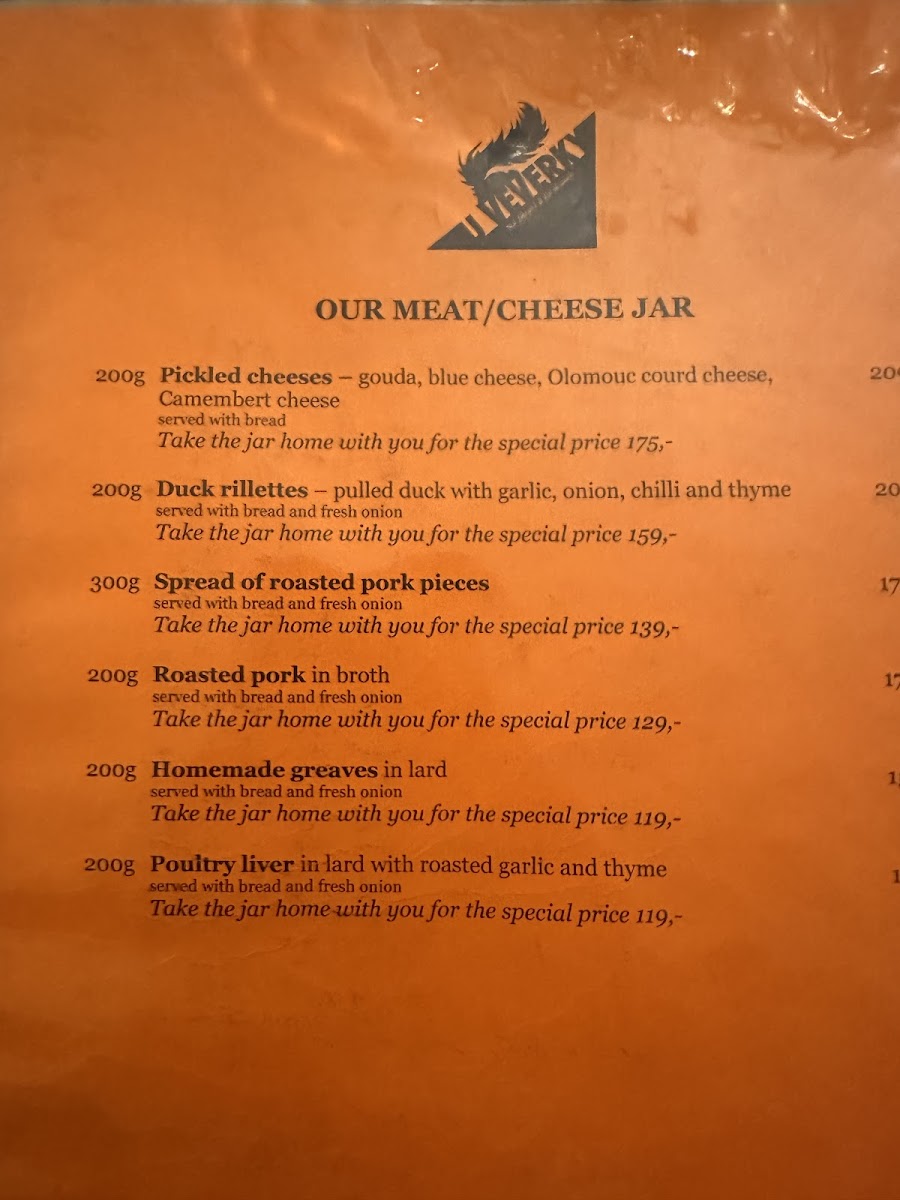 U VEVERKY
OUR MEAT/CHEESE JAR
200g Pickled cheeses – gouda, blue cheese, Olomouc courd cheese, 20
Camembert cheese
served with bread
Take the jar home with you for the special price 175,-
200g Duck rillettes – pulled duck with garlic, onion, chilli and thyme 20
served with bread and fresh onion
Take the jar home with you for the special price 159,-
300g Spread of roasted pork pieces 17
served with bread and fresh onion
Take the jar home with you for the special price 139,-
200g Roasted pork in broth 17
served with bread and fresh onion
Take the jar home with you for the special price 129,-
200g Homemade greaves in lard 1
served with bread and fresh onion
Take the jar home with you for the special price 119,-
200g Poultry liver in lard with roasted garlic and thyme 1
served with bread and fresh onion
Take the jar home with you for the special price 119,-